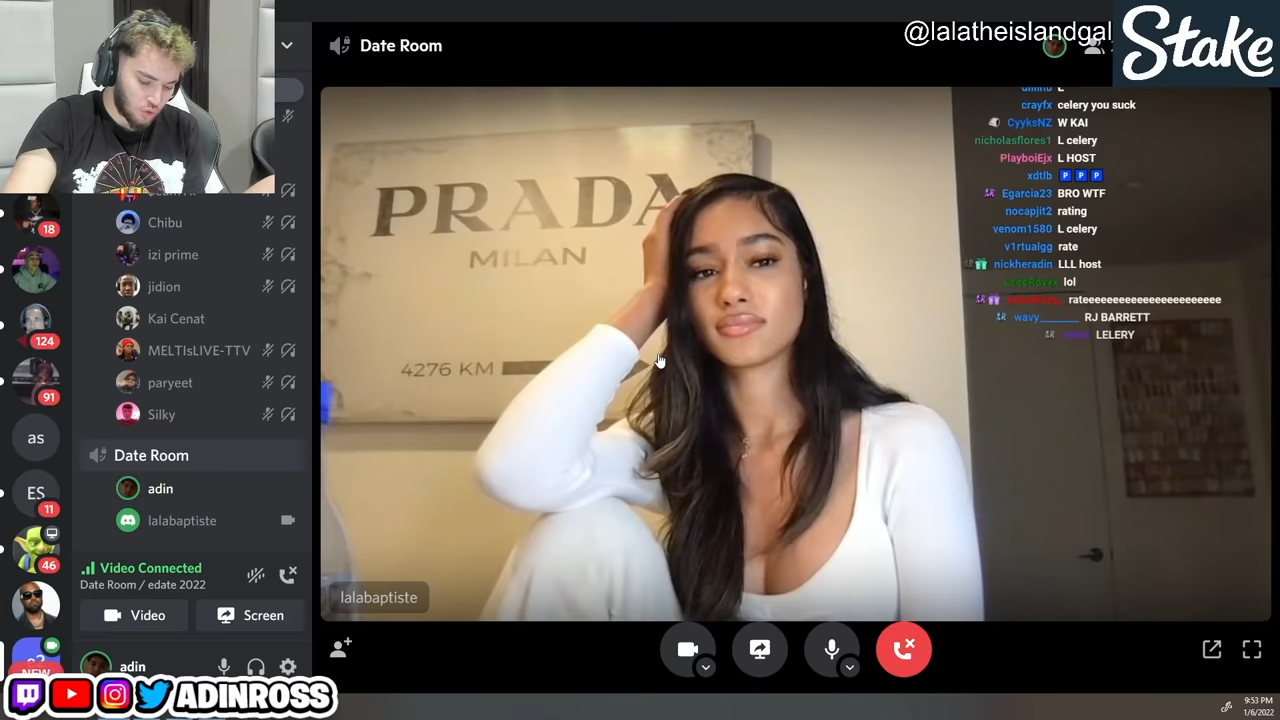 @lalatheislandgal
Stake
Date Room
crayfx celery you suck
CyyksNZ W KAI
nicholasflores1 L celery
PlayboiEjx L HOST
xdtlb P P P
Egarcia23 BRO WTF
nocapjit2 rating
venom1580 L celery
v1rtualgg rate
nickheradin LLL host
lol
rateeeeeeeeeeeeeeeeeeeeeee
wavy_______ RJ BARRETT
LELERY
PRADA
MILAN
4276 KM
lalabaptiste
18
124
91
as
ES
11
46
NEW
Chibu
izi prime
jidion
Kai Cenat
MELTIsLIVE-TTV
paryeet
Silky
Date Room
adin
lalabaptiste
Video Connected
Date Room / edate 2022
Video
Screen
adin
ADINROSS
9:53 PM
1/6/2022